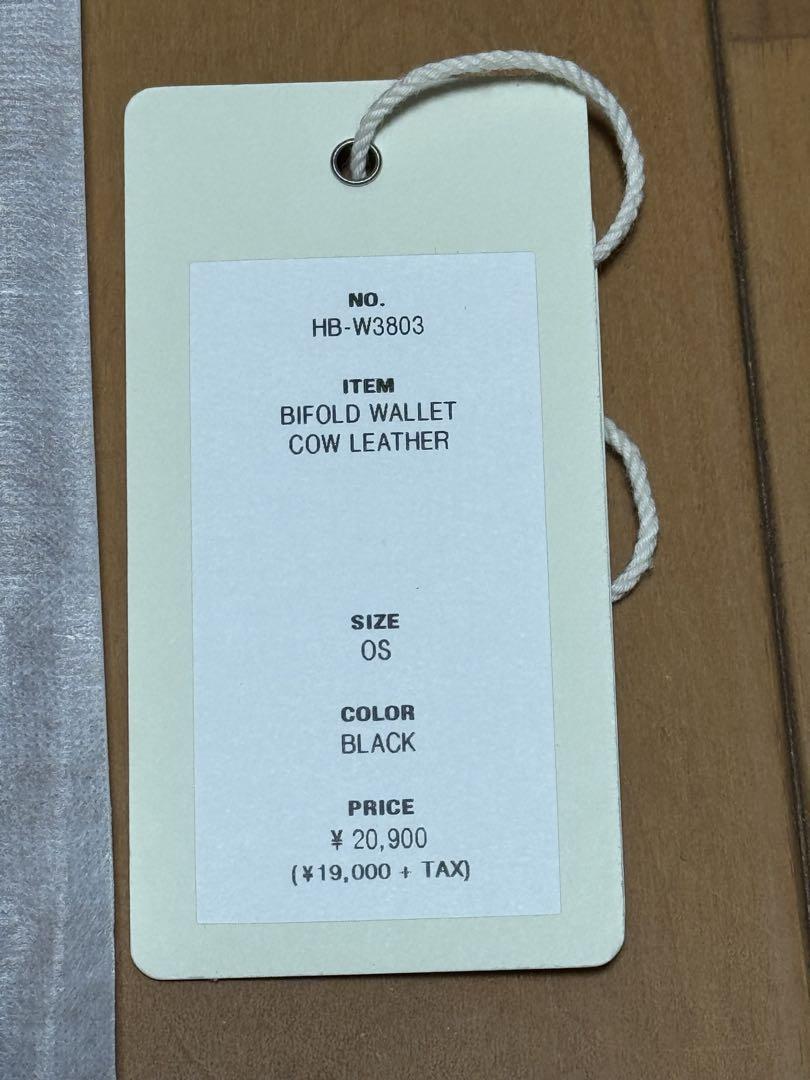 NO.
HB-W3803
ITEM
BIFOLD WALLET
COW LEATHER
SIZE
OS
COLOR
BLACK
PRICE
¥ 20,900
(¥19,000 + TAX)